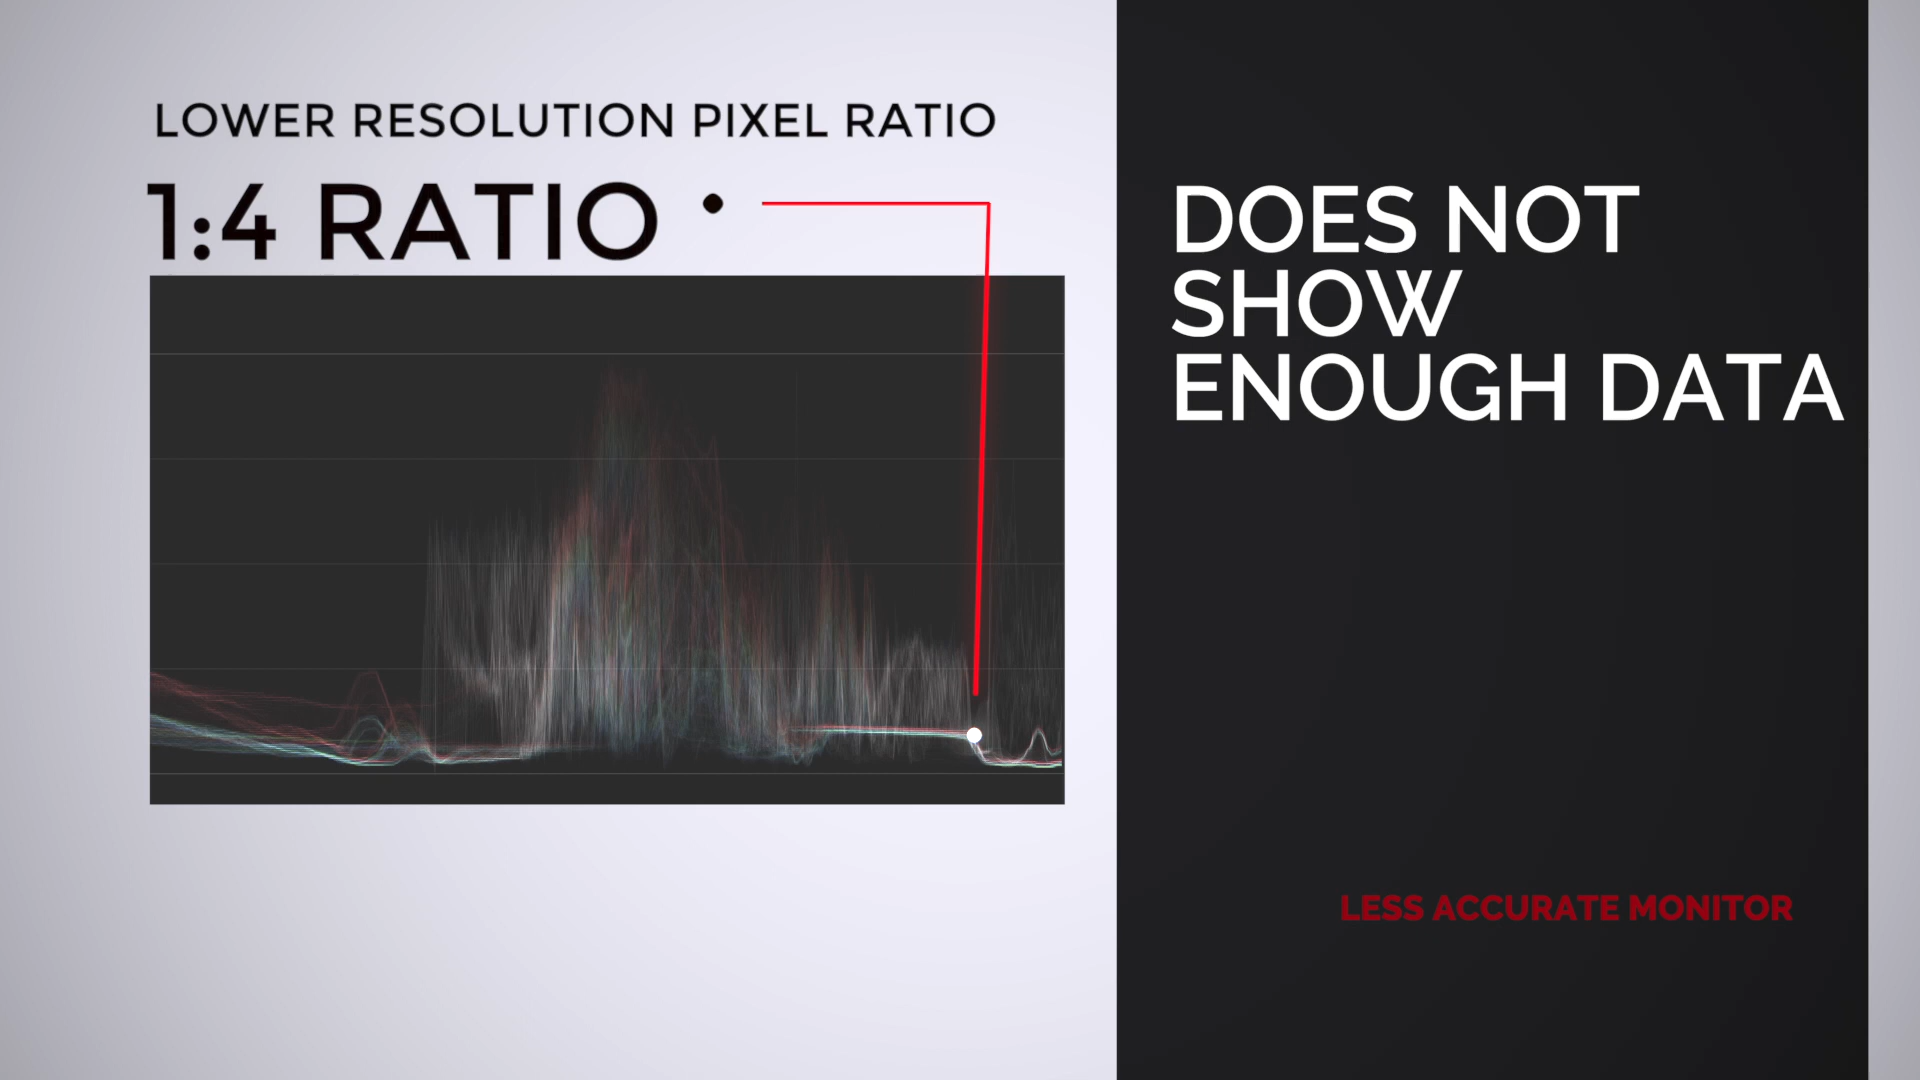 LOWER RESOLUTION PIXEL RATIO
1:4 RATIO
DOES NOT
SHOW
ENOUGH DATA
LESS ACCURATE MONITOR